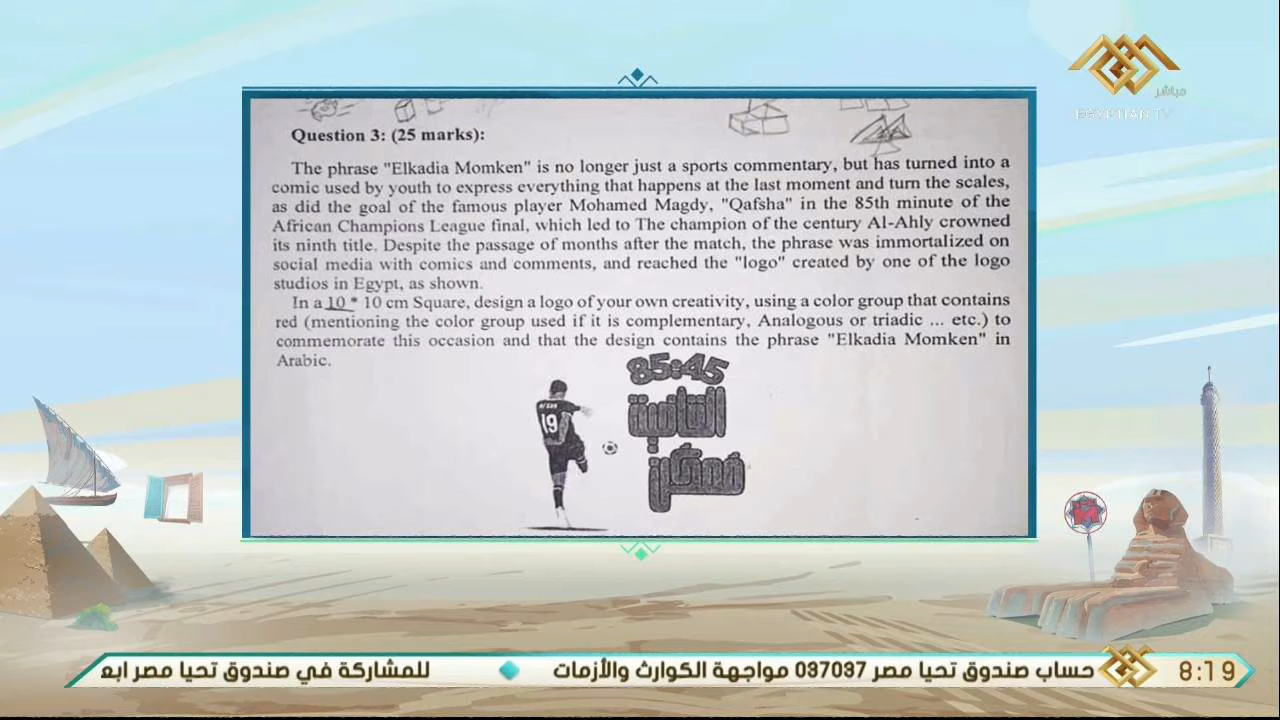 مباشر
EGYPTIAN TV
Question 3: (25 marks):
The phrase "Elkadia Momken" is no longer just a sports commentary, but has turned into a
comic used by youth to express everything that happens at the last moment and turn the scales,
as did the goal of the famous player Mohamed Magdy, "Qafsha" in the 85th minute of the
African Champions League final, which led to The champion of the century Al-Ahly crowned
its ninth title. Despite the passage of months after the match, the phrase was immortalized on
social media with comics and comments, and reached the "logo" created by one of the logo
studios in Egypt, as shown.
In a 10 * 10 cm Square, design a logo of your own creativity, using a color group that contains
red (mentioning the color group used if it is complementary, Analogous or triadic ... etc.) to
commemorate this occasion and that the design contains the phrase "Elkadia Momken" in
Arabic.
85:45
القاضية
ممكن
19
حساب صندوق تحيا مصر 037037 مواجهة الكوارث والأزمات
للمشاركة في صندوق تحيا مصر ابع
8:19